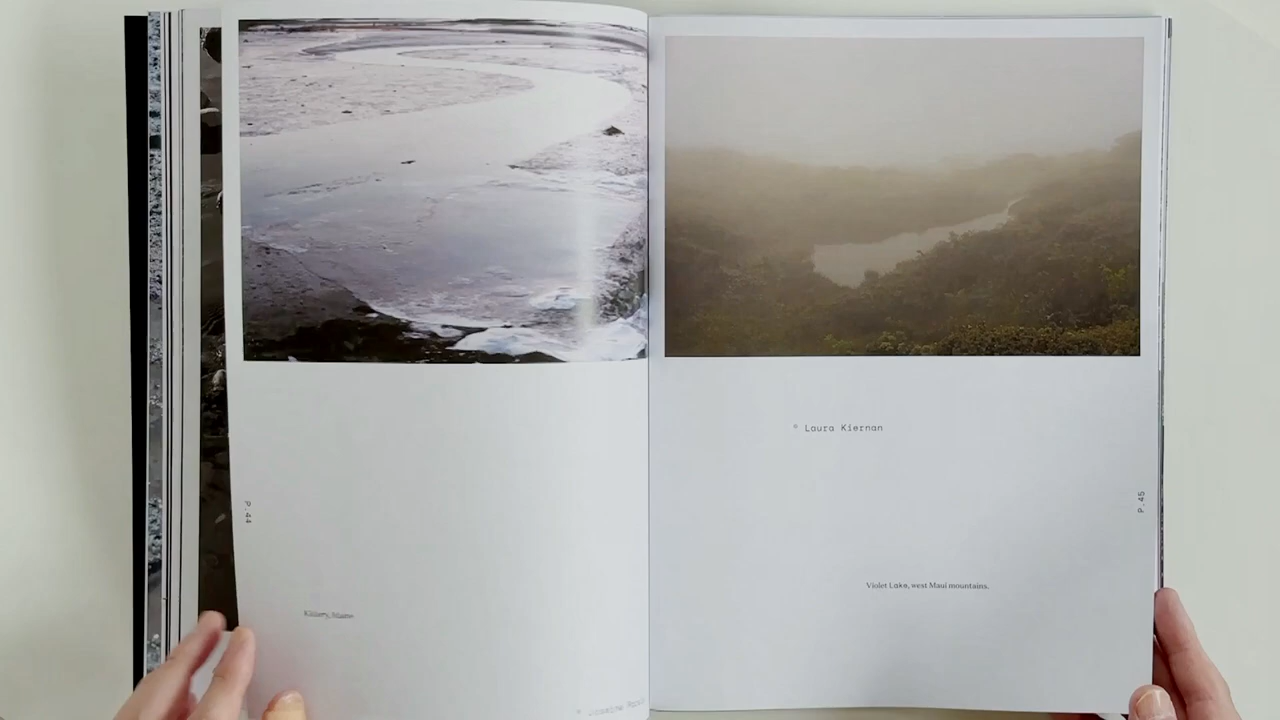 P.44
Kittery, Maine
° Laura Kiernan
P.45
Violet Lake, west Maui mountains.